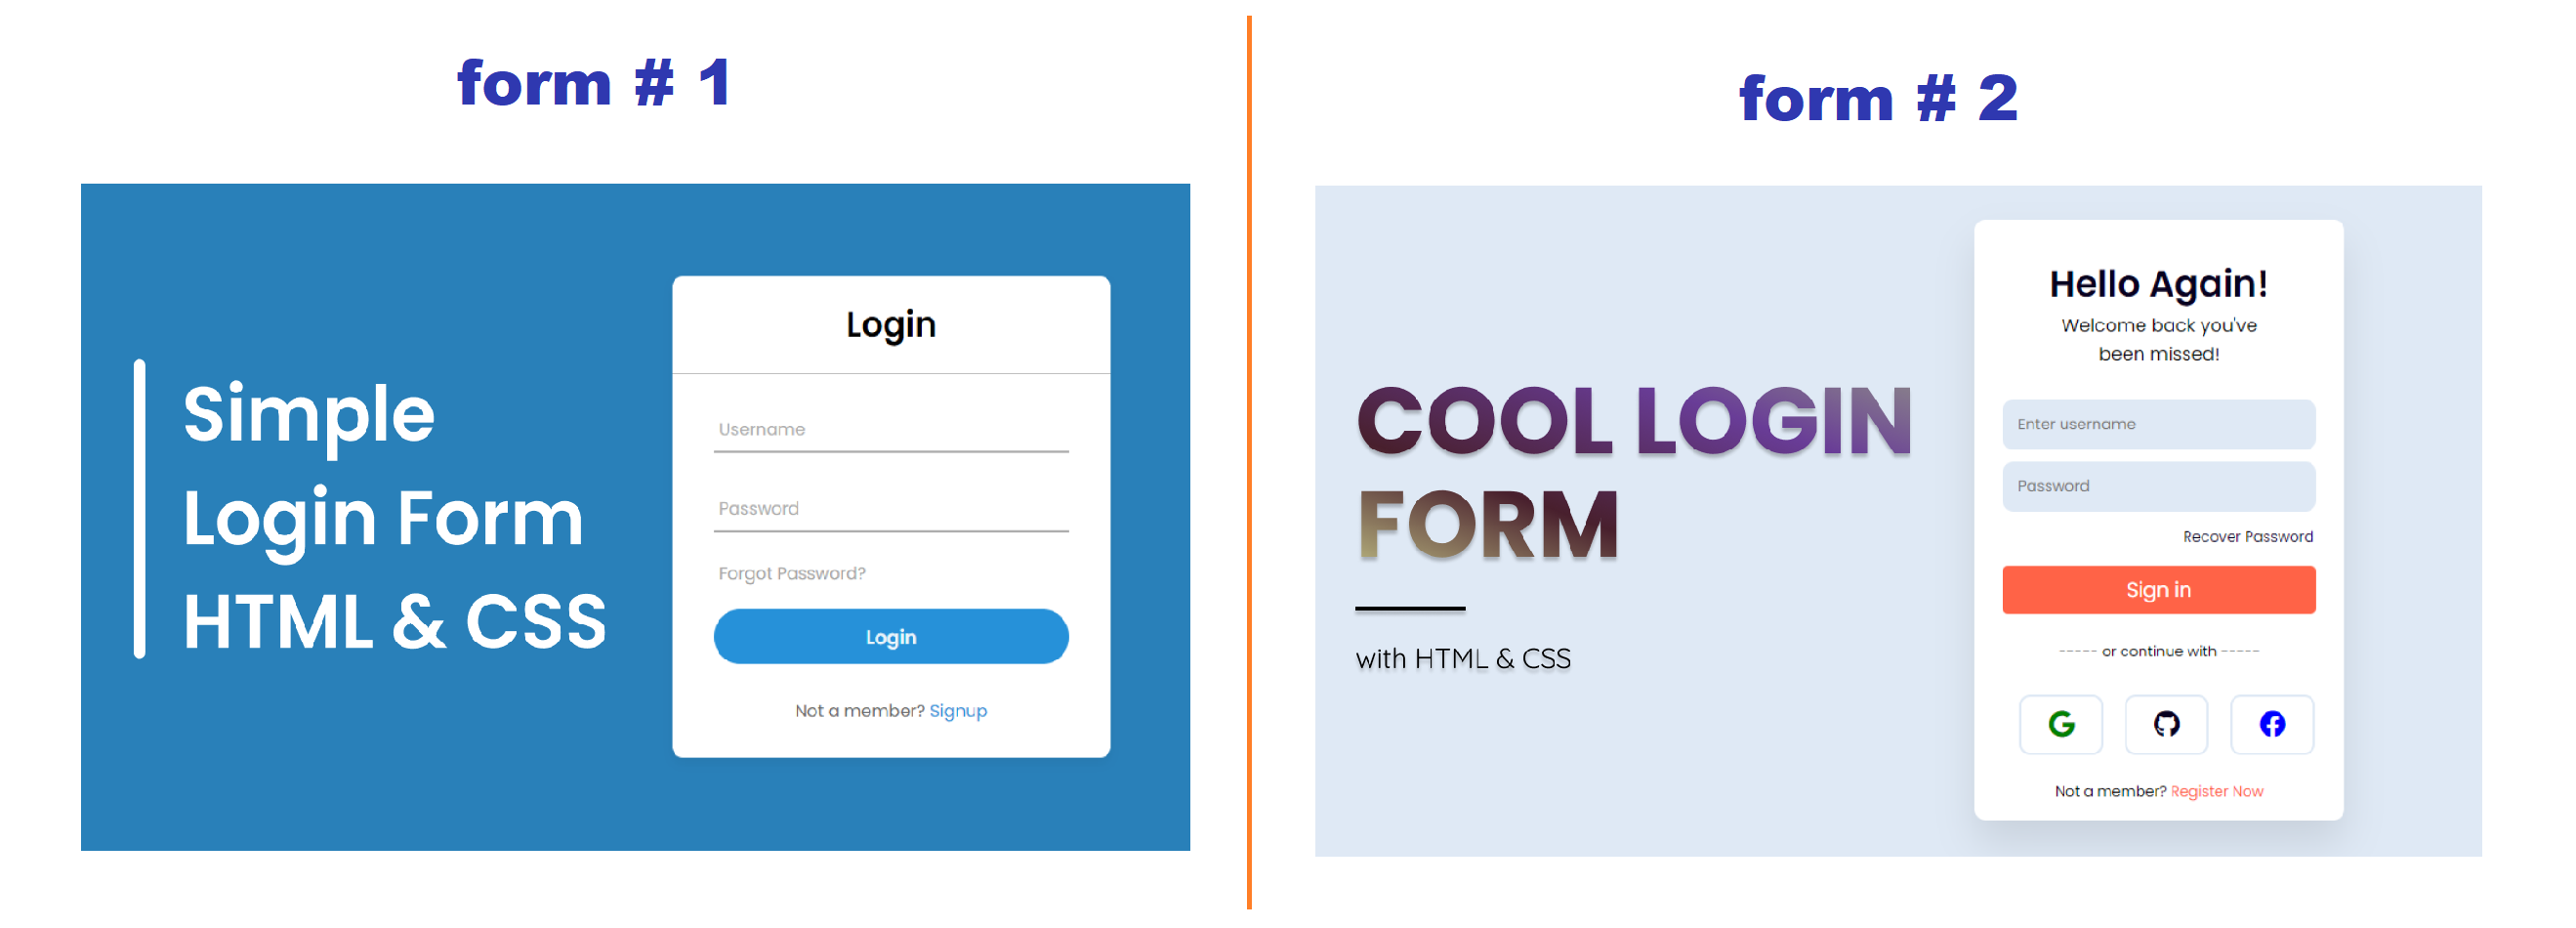 form # 1
Simple
Login Form
HTML & CSS
Login
Username
Password
Forgot Password?
Login
Not a member? Signup
form # 2
COOL LOGIN
FORM
with HTML & CSS
Hello Again!
Welcome back you've
been missed!
Enter username
Password
Recover Password
Sign in
----- or continue with -----
Not a member? Register Now